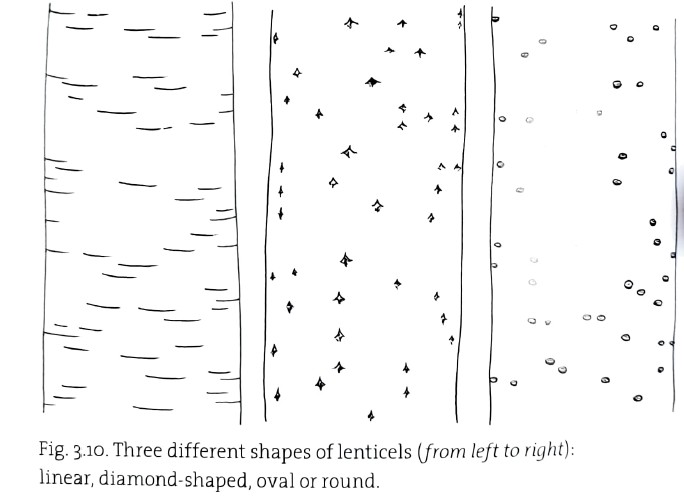 Fig. 3.10. Three different shapes of lenticels (from left to right):
linear, diamond-shaped, oval or round.